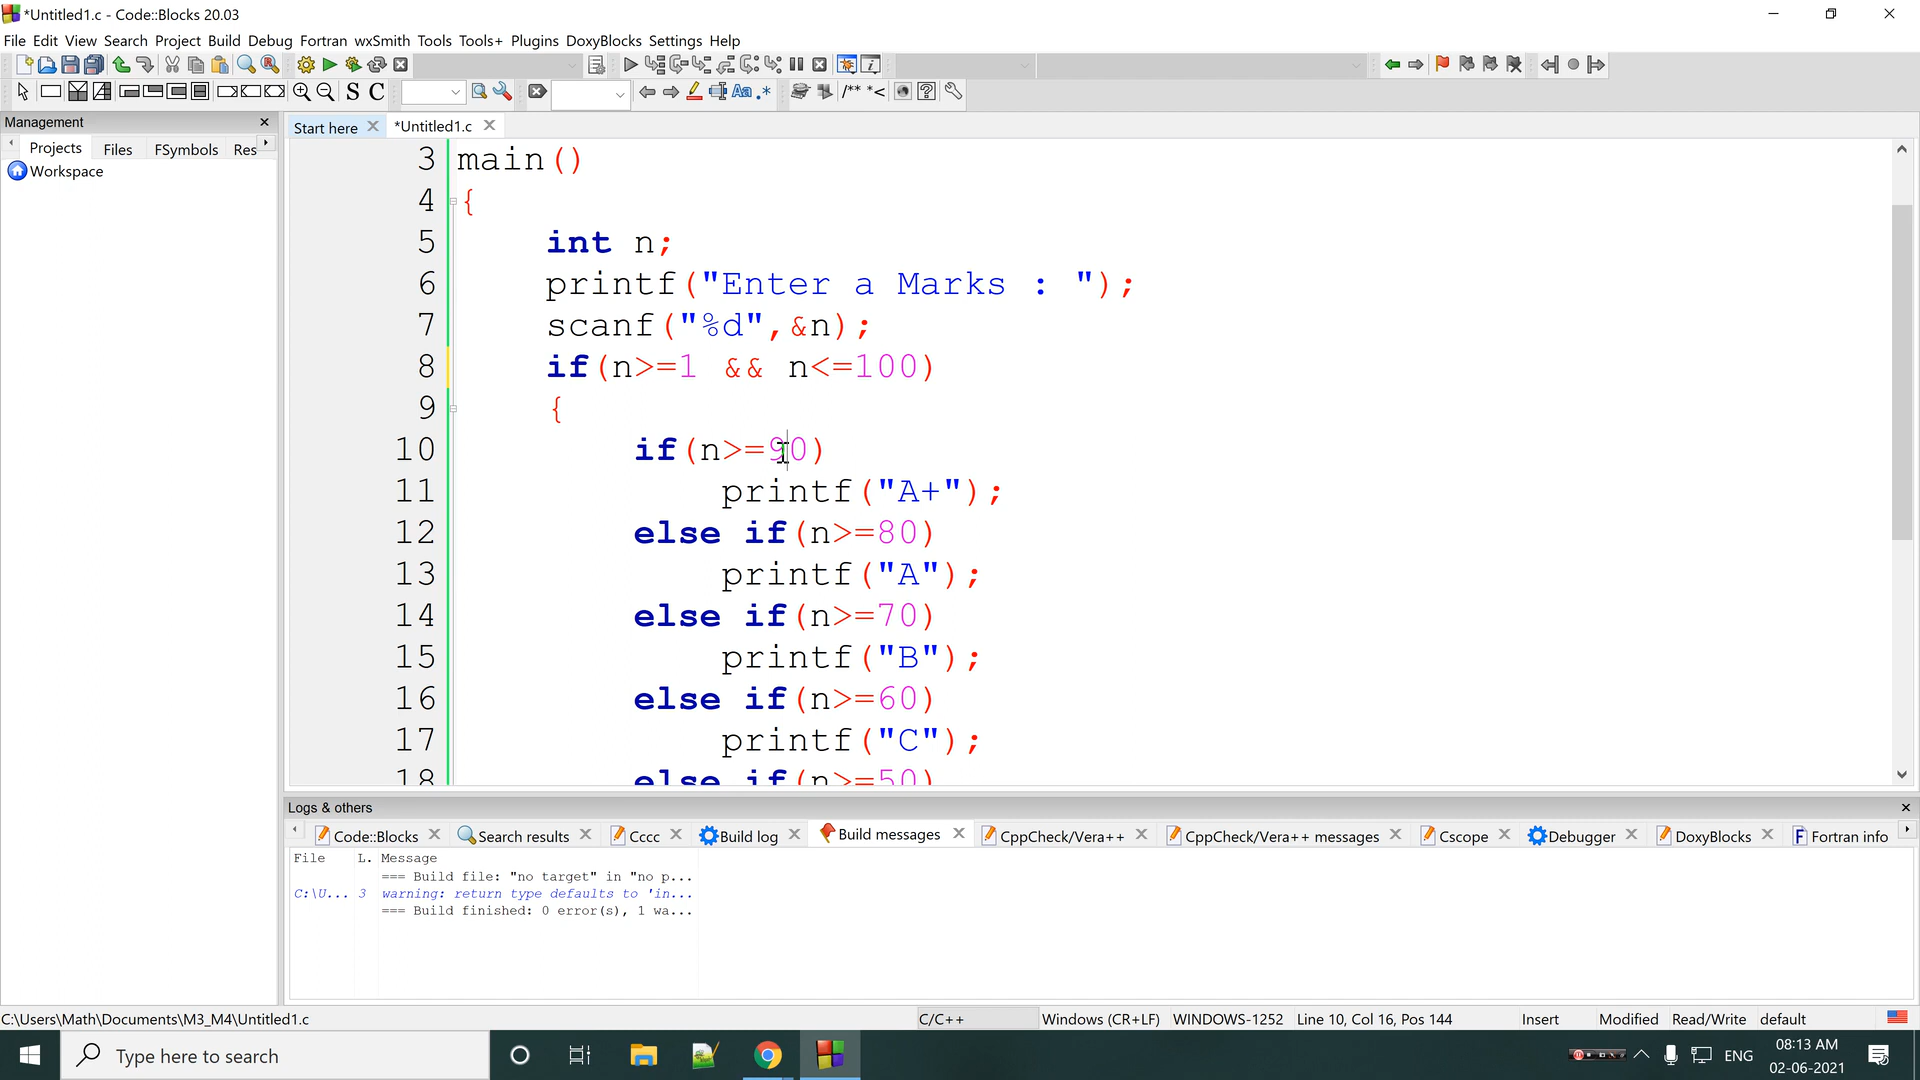 *Untitled1.c - Code::Blocks 20.03
File Edit View Search Project Build Debug Fortran wxSmith Tools Tools+ Plugins DoxyBlocks Settings Help
S C Aa .* /** *<
Management
Projects Files FSymbols Res
Workspace
Start here *Untitled1.c
3 main()
4 {
5 int n;
6 printf("Enter a Marks : ");
7 scanf("%d",&n);
8 if(n>=1 && n<=100)
9 {
10 if(n>=90)
11 printf("A+");
12 else if(n>=80)
13 printf("A");
14 else if(n>=70)
15 printf("B");
16 else if(n>=60)
17 printf("C");
18 else if(n>=50)
Logs & others
Code::Blocks Search results Cccc Build log Build messages CppCheck/Vera++ CppCheck/Vera++ messages Cscope Debugger DoxyBlocks Fortran info
File L. Message
=== Build file: "no target" in "no p...
C:\U... 3 warning: return type defaults to 'in...
=== Build finished: 0 error(s), 1 wa...
C:\Users\Math\Documents\M3_M4\Untitled1.c C/C++ Windows (CR+LF) WINDOWS-1252 Line 10, Col 16, Pos 144 Insert Modified Read/Write default
Type here to search
ENG
08:13 AM
02-06-2021